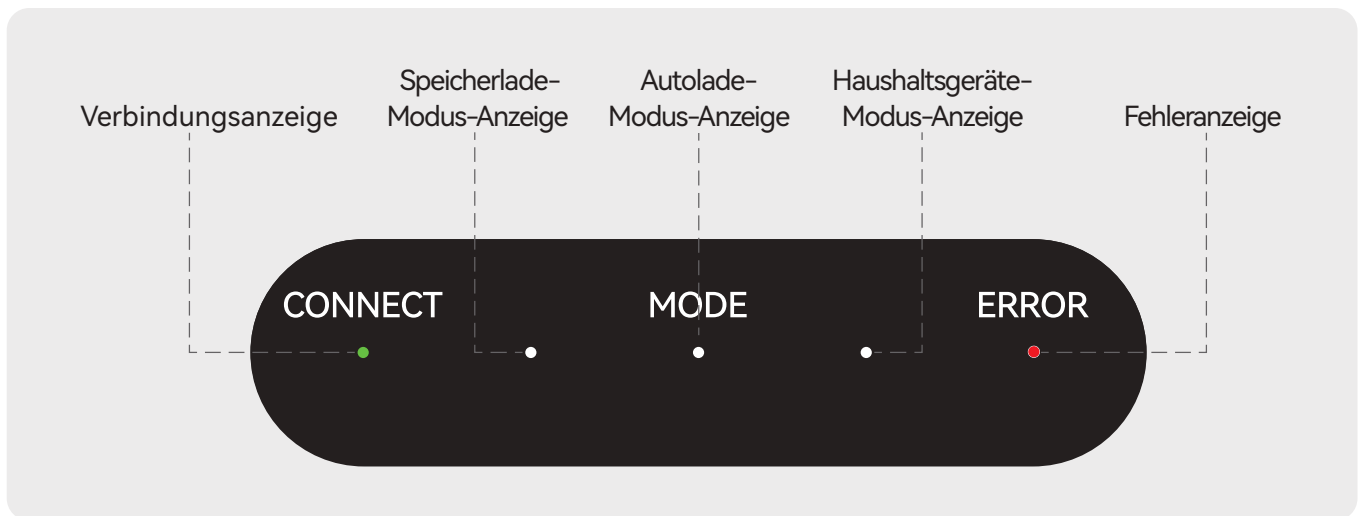 Verbindungsanzeige
Speicherlade-
Modus-Anzeige
Autolade-
Modus-Anzeige
Haushaltsgeräte-
Modus-Anzeige
Fehleranzeige
CONNECT
MODE
ERROR